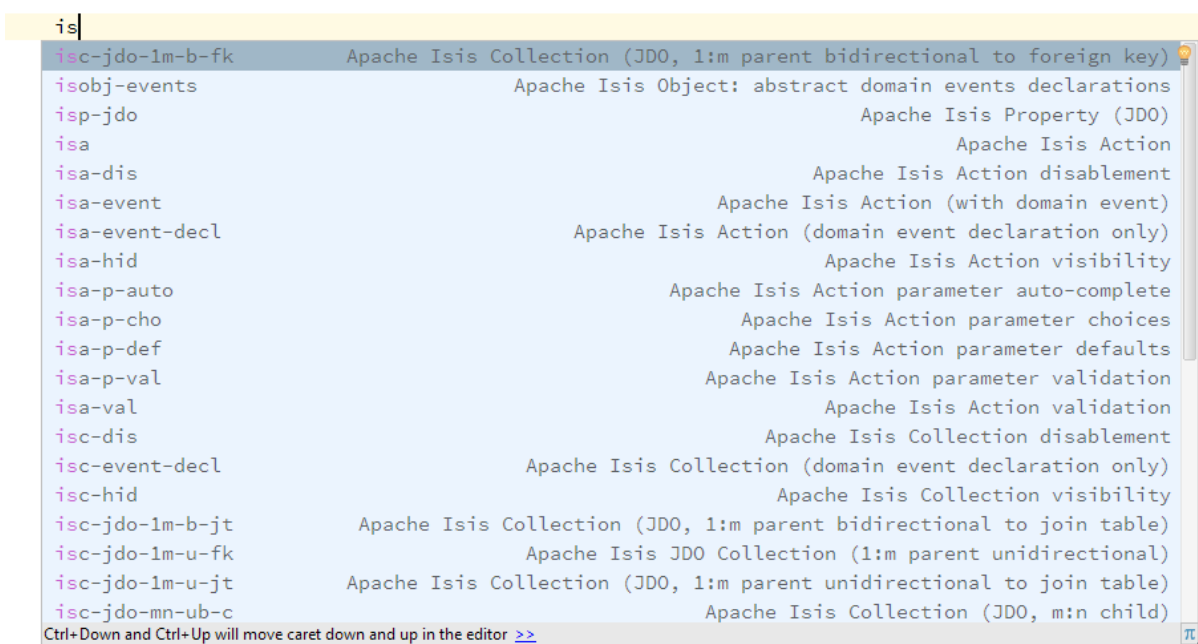 is
isc-jdo-1m-b-fk Apache Isis Collection (JDO, 1:m parent bidirectional to foreign key)
isobj-events Apache Isis Object: abstract domain events declarations
isp-jdo Apache Isis Property (JDO)
isa Apache Isis Action
isa-dis Apache Isis Action disablement
isa-event Apache Isis Action (with domain event)
isa-event-decl Apache Isis Action (domain event declaration only)
isa-hid Apache Isis Action visibility
isa-p-auto Apache Isis Action parameter auto-complete
isa-p-cho Apache Isis Action parameter choices
isa-p-def Apache Isis Action parameter defaults
isa-p-val Apache Isis Action parameter validation
isa-val Apache Isis Action validation
isc-dis Apache Isis Collection disablement
isc-event-decl Apache Isis Collection (domain event declaration only)
isc-hid Apache Isis Collection visibility
isc-jdo-1m-b-jt Apache Isis Collection (JDO, 1:m parent bidirectional to join table)
isc-jdo-1m-u-fk Apache Isis JDO Collection (1:m parent unidirectional)
isc-jdo-1m-u-jt Apache Isis Collection (JDO, 1:m parent unidirectional to join table)
isc-jdo-mn-ub-c Apache Isis Collection (JDO, m:n child)
Ctrl+Down and Ctrl+Up will move caret down and up in the editor >> π